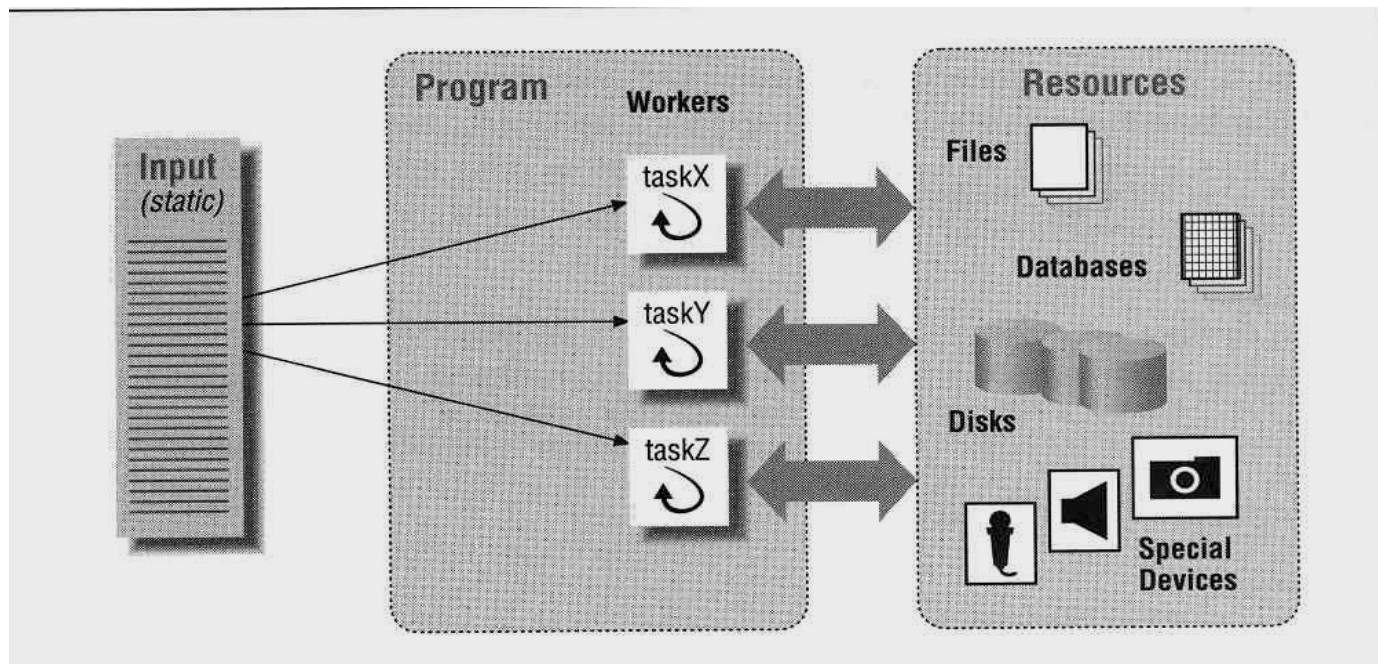 Program
Workers
Resources
Input
(static)
taskX
taskY
taskZ
Files
Databases
Disks
Special
Devices